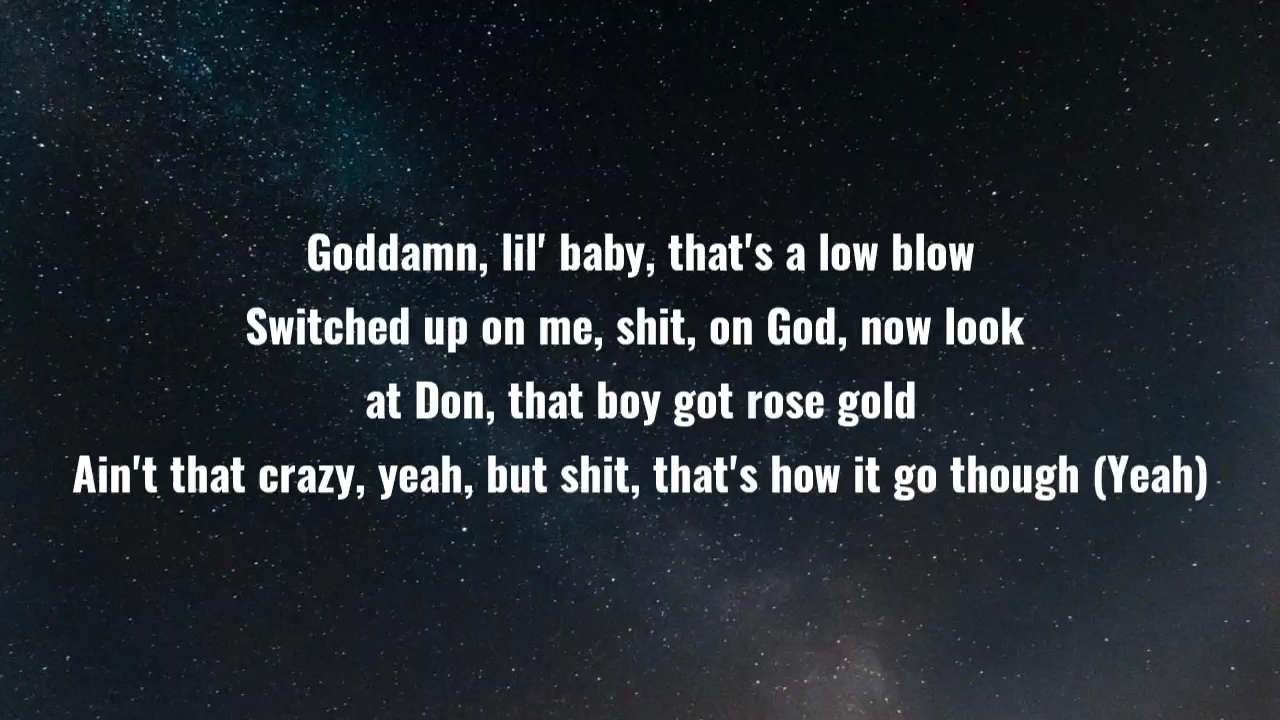 Goddamn, lil' baby, that's a low blow
Switched up on me, shit, on God, now look
at Don, that boy got rose gold
Ain't that crazy, yeah, but shit, that's how it go though (Yeah)